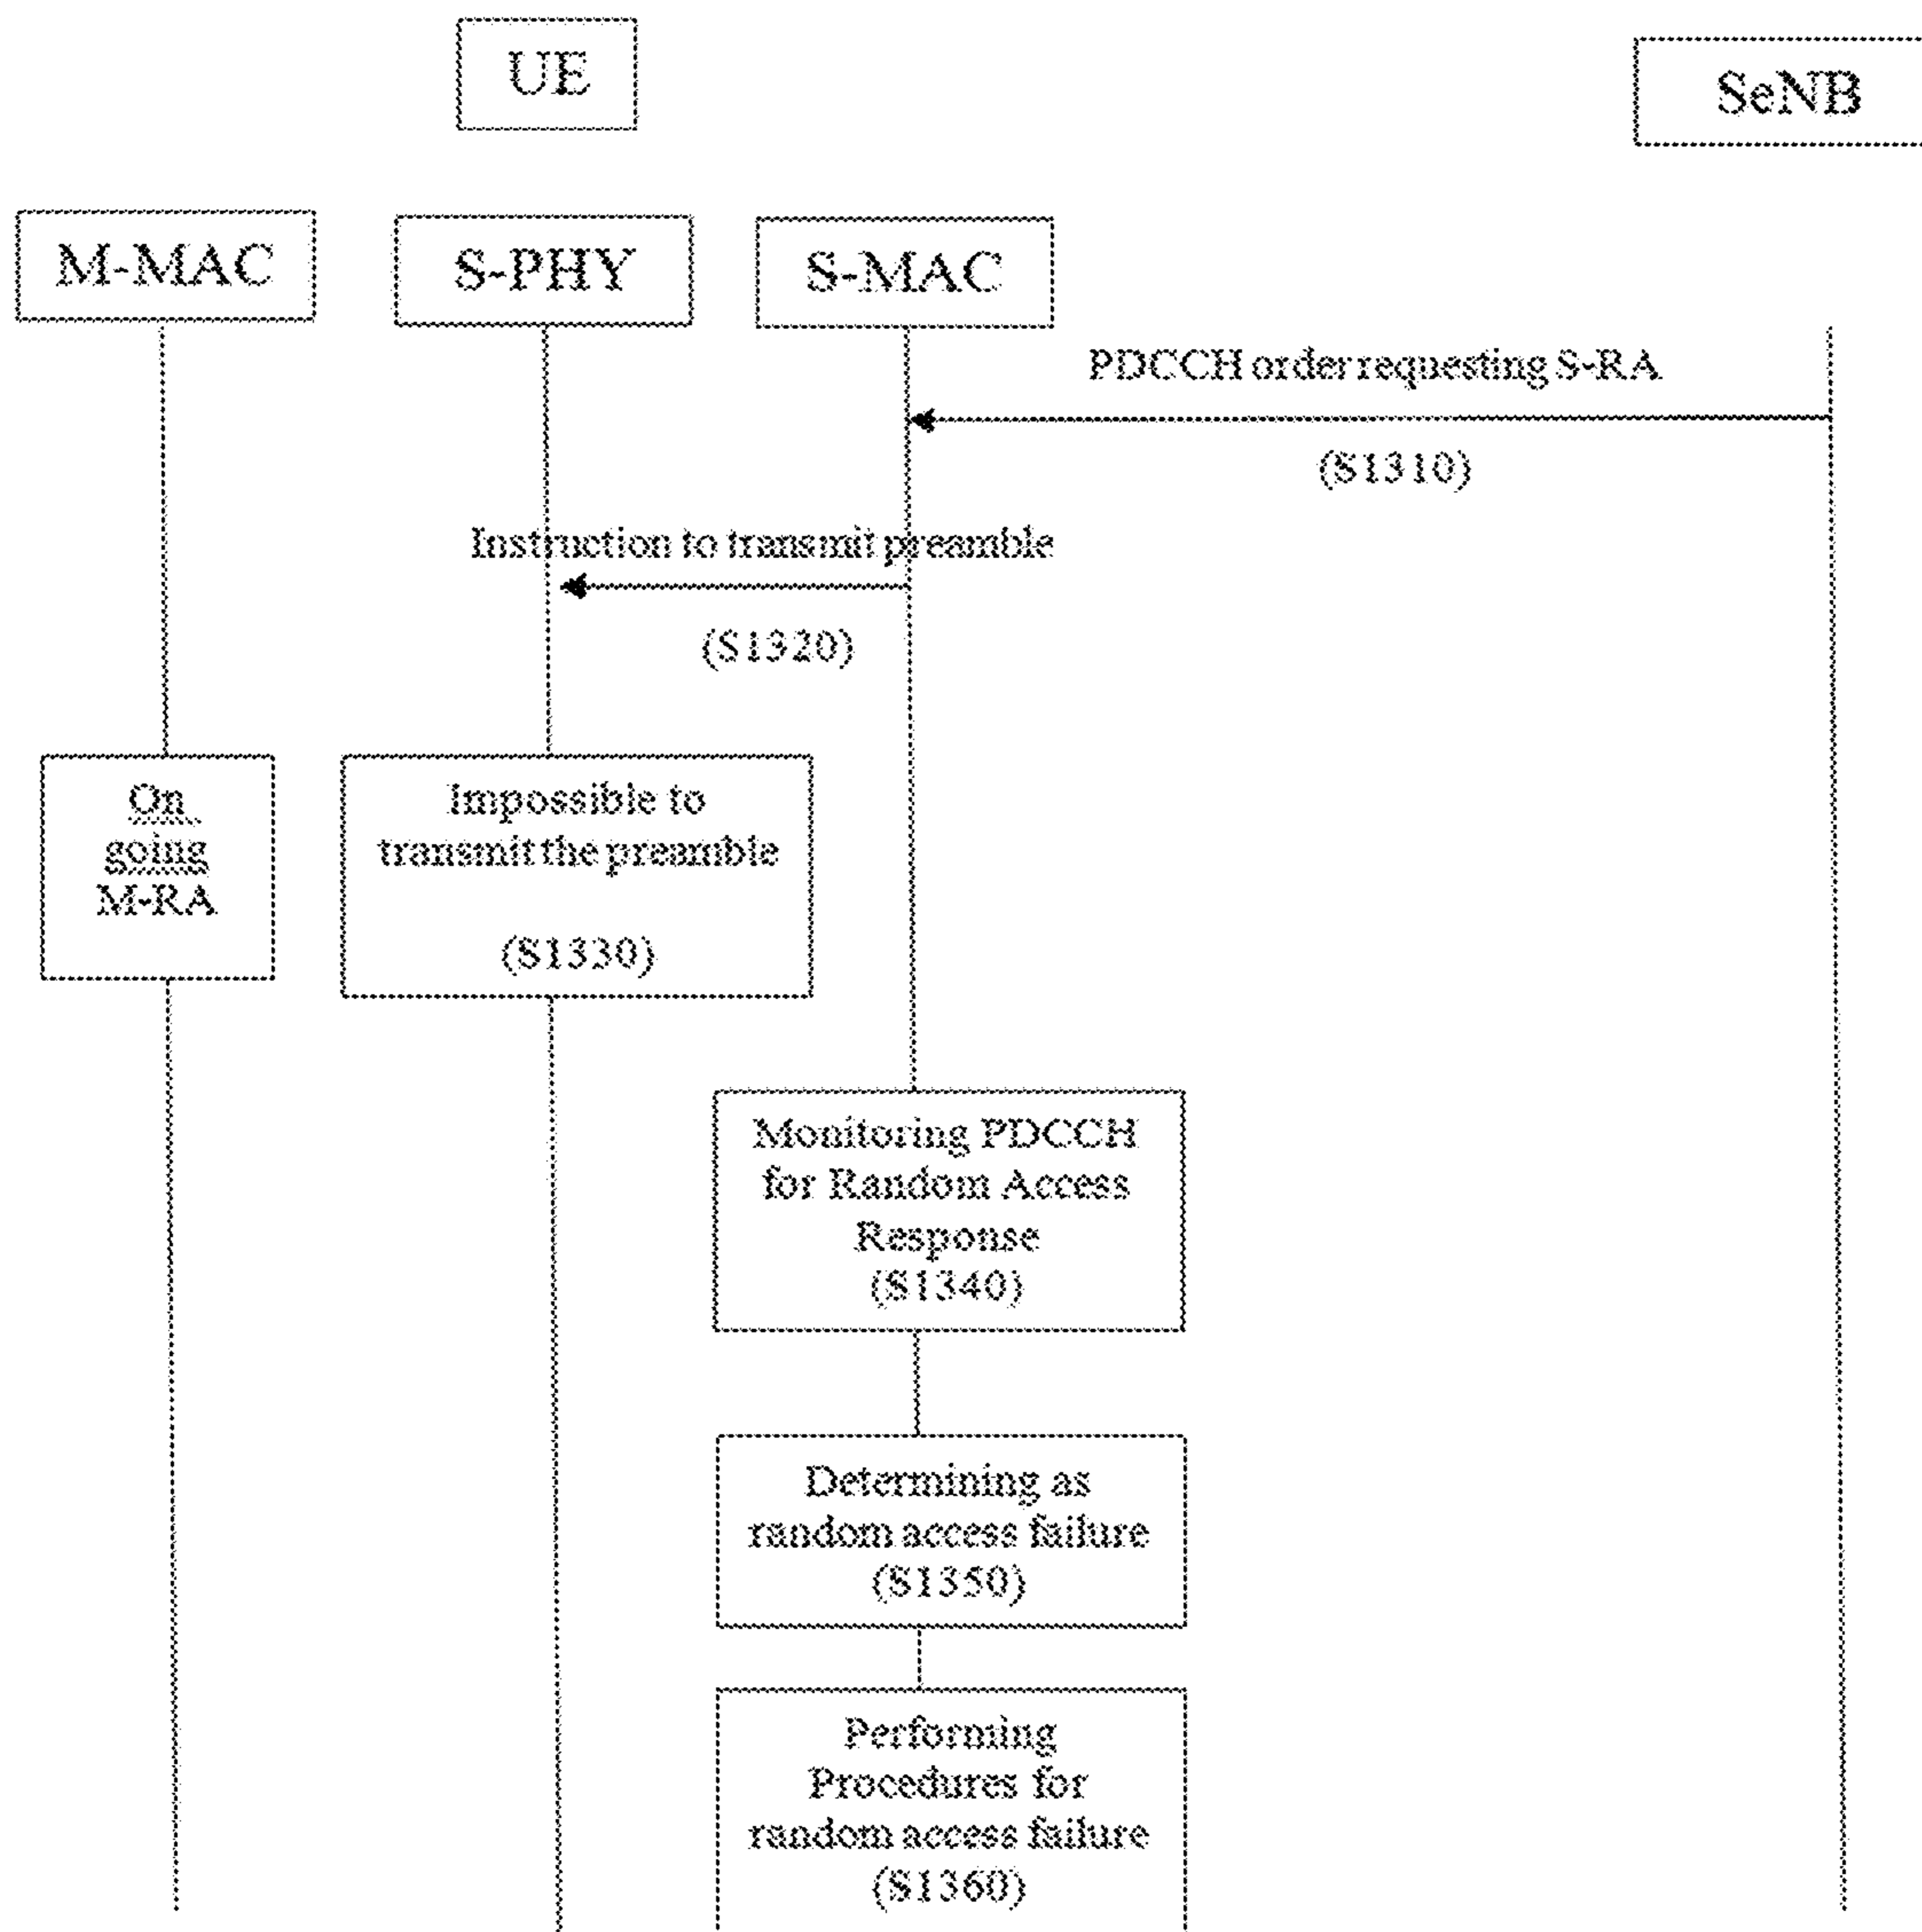 UE
SeNB
M-MAC
S-PHY
S-MAC
PDCCH order requesting S-RA
(S1310)
Instruction to transmit preamble
(S1320)
On
going
M-RA
Impossible to
transmit the preamble
(S1330)
Monitoring PDCCH
for Random Access
Response
(S1340)
Determining as
random access failure
(S1350)
Performing
Procedures for
random access failure
(S1360)